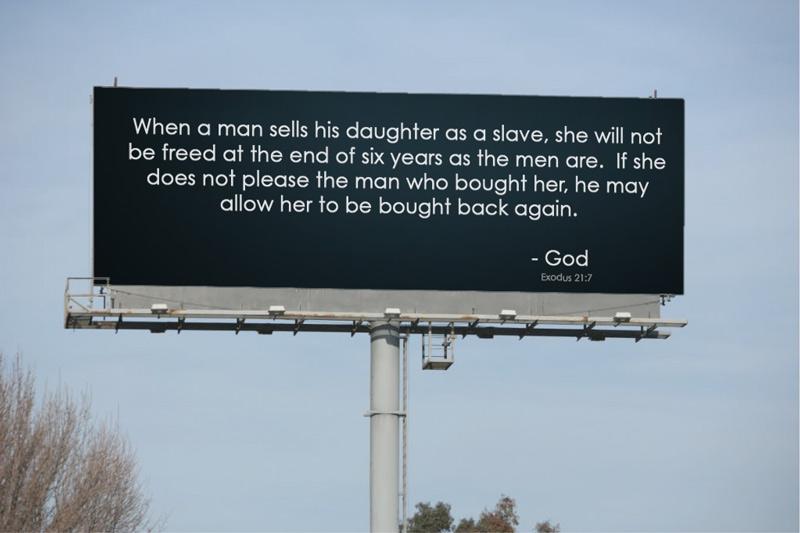 When a man sells his daughter as a slave, she will not
be freed at the end of six years as the men are. If she
does not please the man who bought her, he may
allow her to be bought back again.
- God
Exodus 21:7